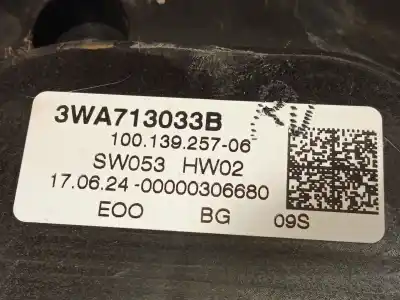 3WA713033B
100.139.257-06
SW053 HW02
17.06.24-00000306680
EOO BG 09S